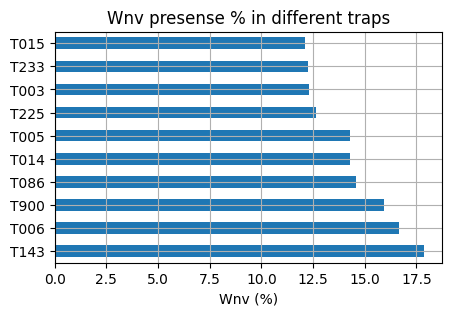 Wnv presense % in different traps
T015
T233
T003
T225
T005
T014
T086
T900
T006
T143
0.0 2.5 5.0 7.5 10.0 12.5 15.0 17.5
Wnv (%)